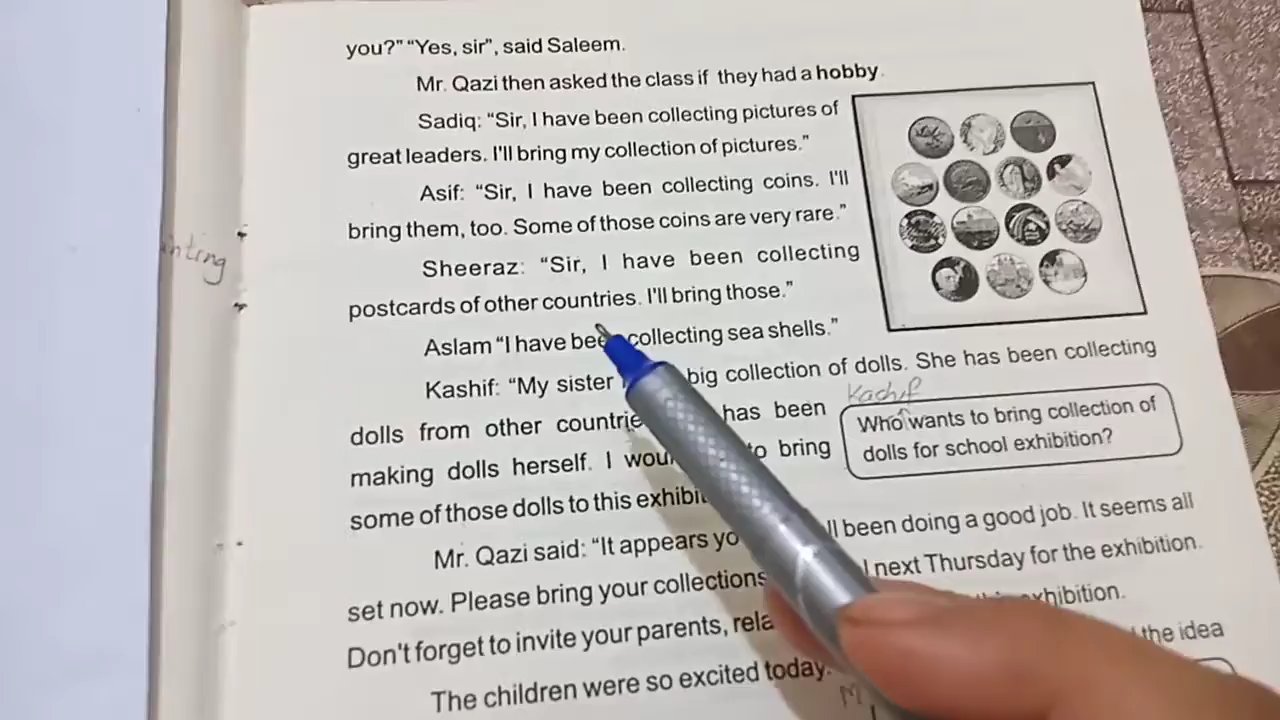 you?" "Yes, sir", said Saleem.
Mr. Qazi then asked the class if they had a hobby.
Sadiq: "Sir, I have been collecting pictures of
great leaders. I'll bring my collection of pictures."
Asif: "Sir, I have been collecting coins. I'll
bring them, too. Some of those coins are very rare."
Sheeraz: "Sir, I have been collecting
postcards of other countries. I'll bring those."
Aslam "I have been collecting sea shells."
Kashif: "My sister big collection of dolls. She has been collecting
dolls from other has been
making dolls herself. I bring
some of those dolls to this
Kashif
Who wants to bring collection of
dolls for school exhibition?
Mr. Qazi said: "It appears been doing a good job. It seems all
set now. Please bring your collections next Thursday for the exhibition.
Don't forget to invite your parents, exhibition.
The children were so excited today. the idea